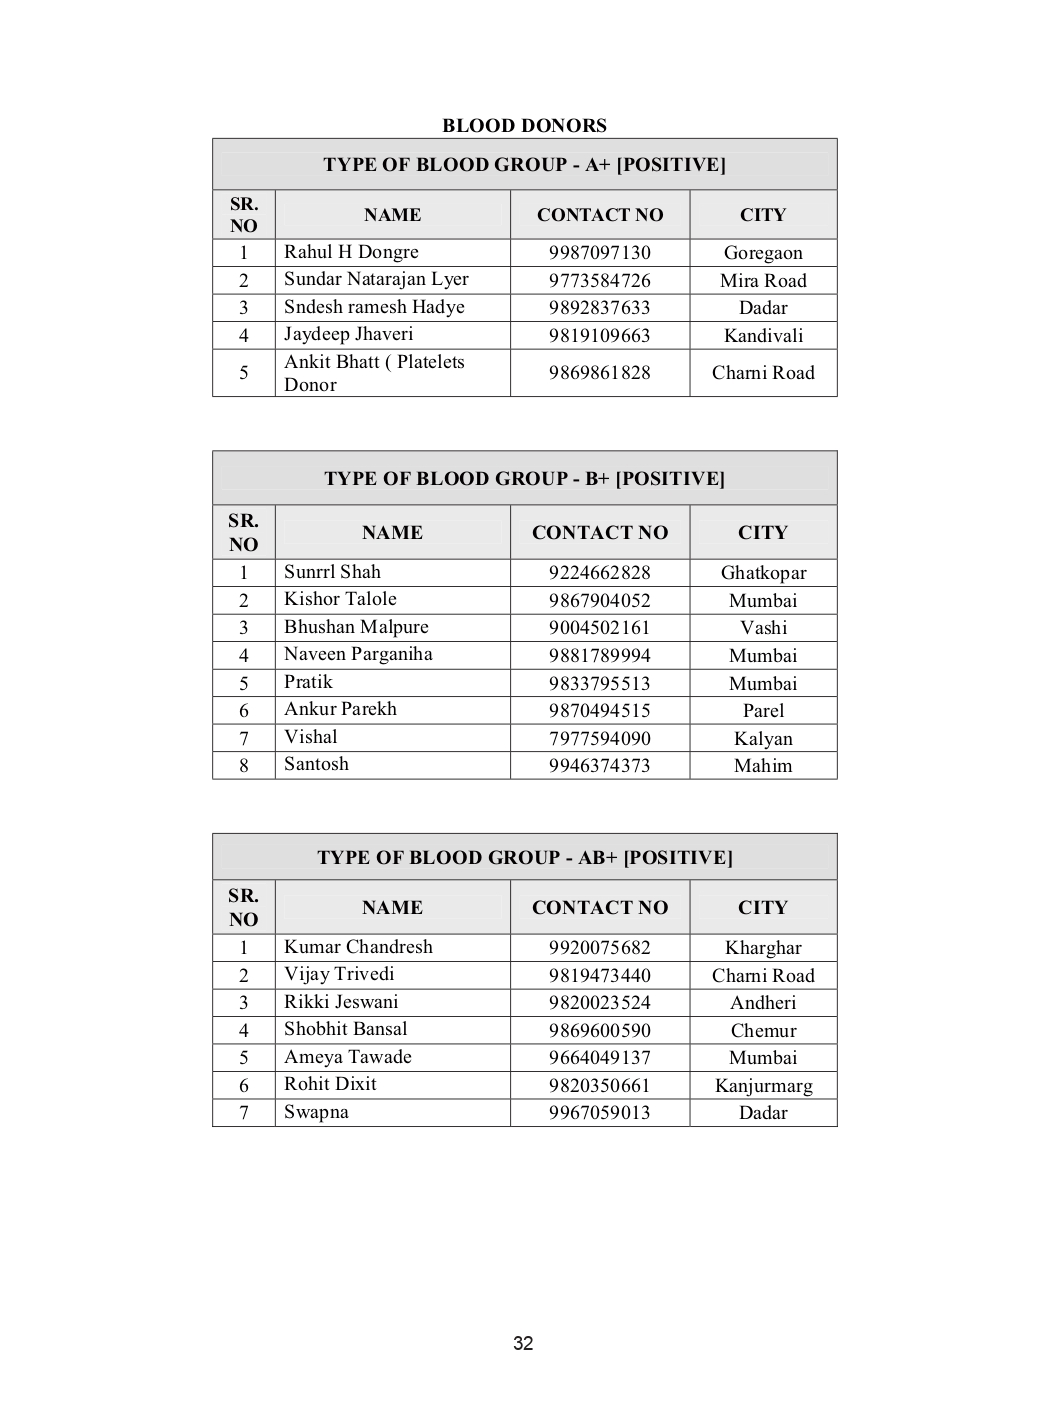 BLOOD DONORS
TYPE OF BLOOD GROUP - A+ [POSITIVE]
SR. NO NAME CONTACT NO CITY
1 Rahul H Dongre 9987097130 Goregaon
2 Sundar Natarajan Lyer 9773584726 Mira Road
3 Sndesh ramesh Hadye 9892837633 Dadar
4 Jaydeep Jhaveri 9819109663 Kandivali
5 Ankit Bhatt ( Platelets Donor 9869861828 Charni Road
TYPE OF BLOOD GROUP - B+ [POSITIVE]
SR. NO NAME CONTACT NO CITY
1 Sunrrl Shah 9224662828 Ghatkopar
2 Kishor Talole 9867904052 Mumbai
3 Bhushan Malpure 9004502161 Vashi
4 Naveen Parganiha 9881789994 Mumbai
5 Pratik 9833795513 Mumbai
6 Ankur Parekh 9870494515 Parel
7 Vishal 7977594090 Kalyan
8 Santosh 9946374373 Mahim
TYPE OF BLOOD GROUP - AB+ [POSITIVE]
SR. NO NAME CONTACT NO CITY
1 Kumar Chandresh 9920075682 Kharghar
2 Vijay Trivedi 9819473440 Charni Road
3 Rikki Jeswani 9820023524 Andheri
4 Shobhit Bansal 9869600590 Chemur
5 Ameya Tawade 9664049137 Mumbai
6 Rohit Dixit 9820350661 Kanjurmarg
7 Swapna 9967059013 Dadar
32